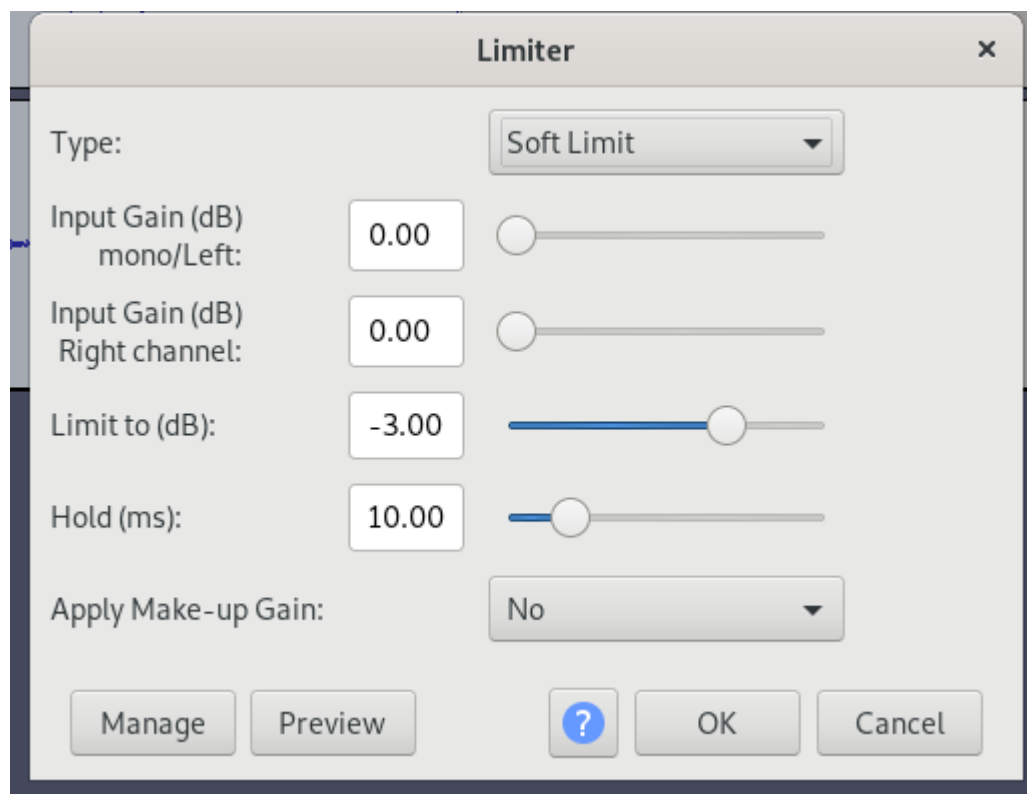 Limiter
Type:
Soft Limit
Input Gain (dB)
mono/Left:
0.00
Input Gain (dB)
Right channel:
0.00
Limit to (dB):
-3.00
Hold (ms):
10.00
Apply Make-up Gain:
No
Manage
Preview
?
OK
Cancel